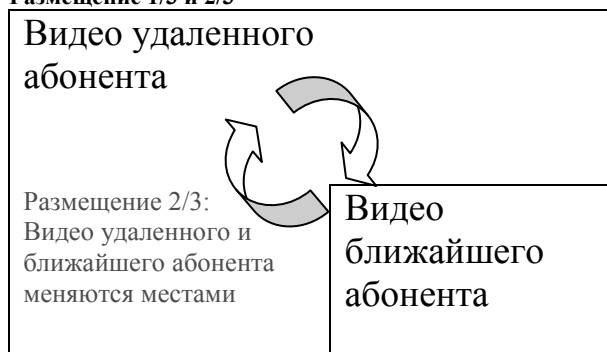 Размещение 1/3 и 2/3
Видео удаленного
абонента
Размещение 2/3:
Видео удаленного и
ближайшего абонента
меняются местами
Видео
ближайшего
абонента